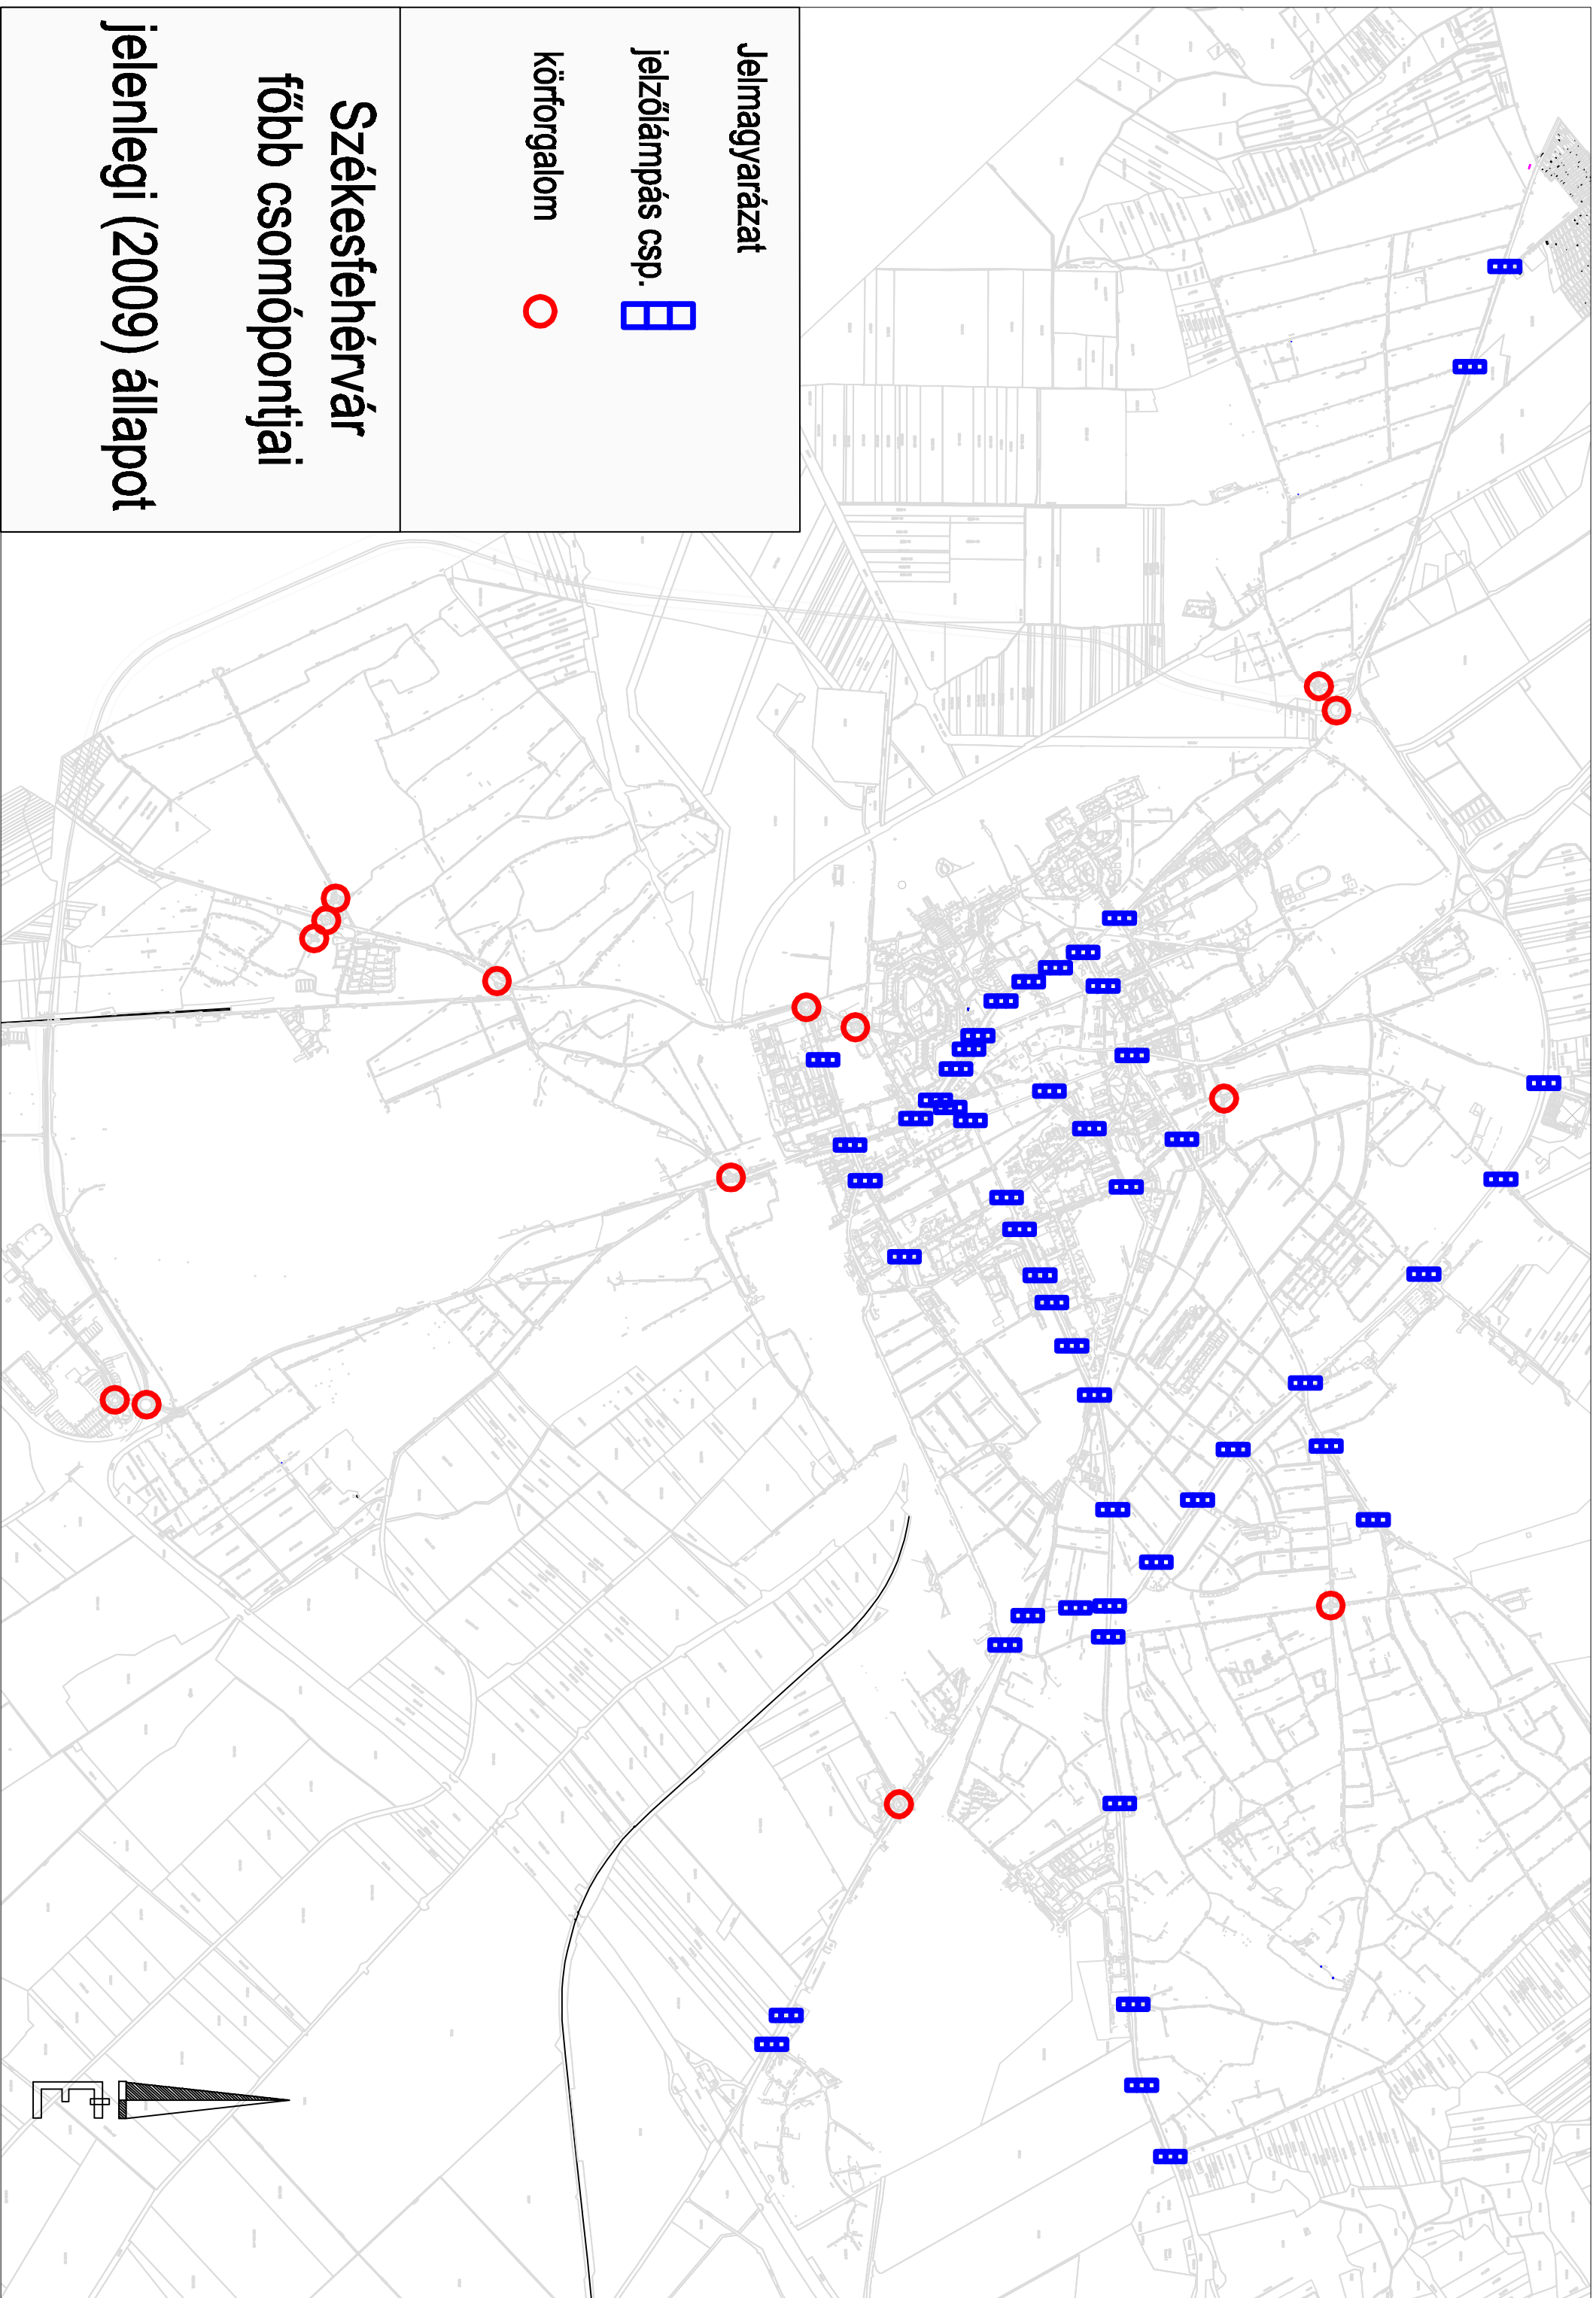 Jelmagyarázat
jelzőlámpás csp.
körforgalom
Székesfehérvár
főbb csomópontjai
jelenlegi (2009) állapot